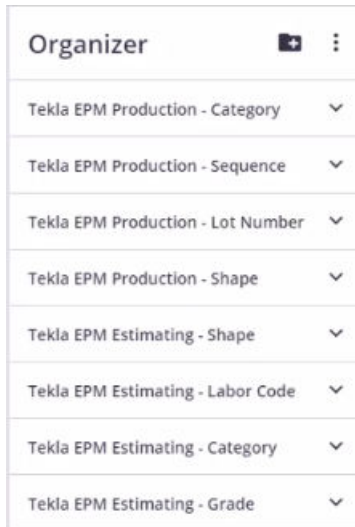 Organizer
Tekla EPM Production - Category
Tekla EPM Production - Sequence
Tekla EPM Production - Lot Number
Tekla EPM Production - Shape
Tekla EPM Estimating - Shape
Tekla EPM Estimating - Labor Code
Tekla EPM Estimating - Category
Tekla EPM Estimating - Grade